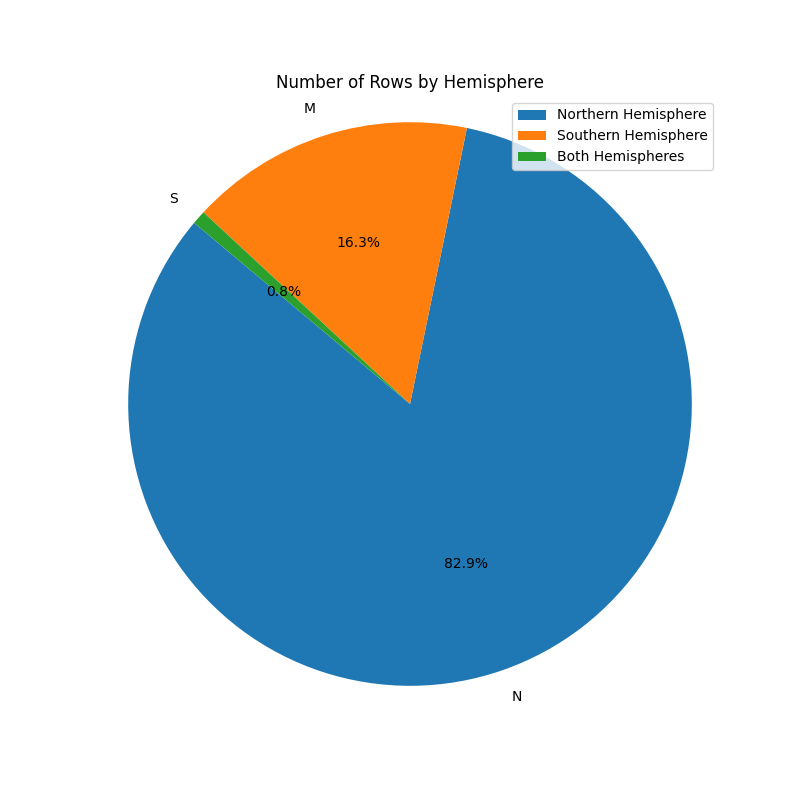 Number of Rows by Hemisphere
M
Northern Hemisphere
Southern Hemisphere
Both Hemispheres
S
16.3%
0.8%
82.9%
N